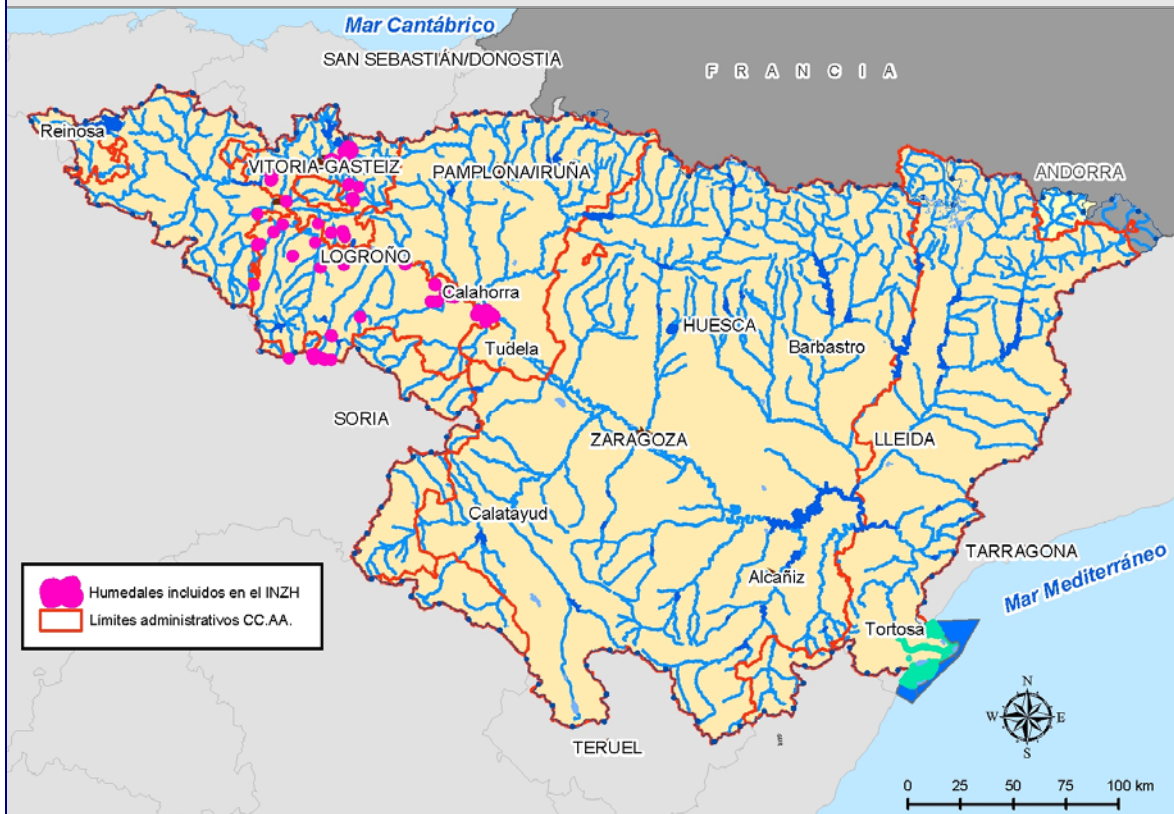 Mar Cantábrico
SAN SEBASTIÁN/DONOSTIA
FRANCIA
Reinosa
VITORIA-GASTEIZ
PAMPLONA/IRUÑA
ANDORRA
LOGROÑO
Calahorra
HUESCA
Barbastro
Tudela
SORIA
ZARAGOZA
LLEIDA
Calatayud
TARRAGONA
Mar Mediterráneo
Alcañiz
Humedales incluidos en el INZH
Límites administrativos CC.AA.
Tortosa
TERUEL
N
W E
S
0 25 50 75 100 km